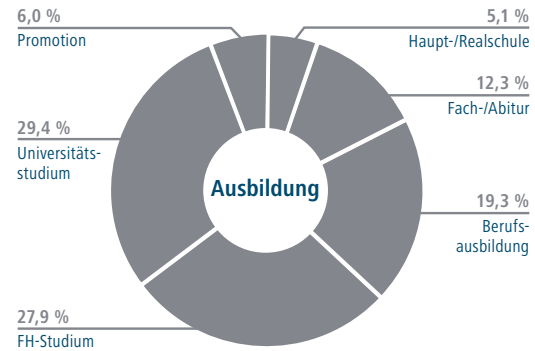 6,0 %
Promotion
5,1 %
Haupt-/Realschule
12,3 %
Fach-/Abitur
29,4 %
Universitäts-
studium
Ausbildung
19,3 %
Berufs-
ausbildung
27,9 %
FH-Studium